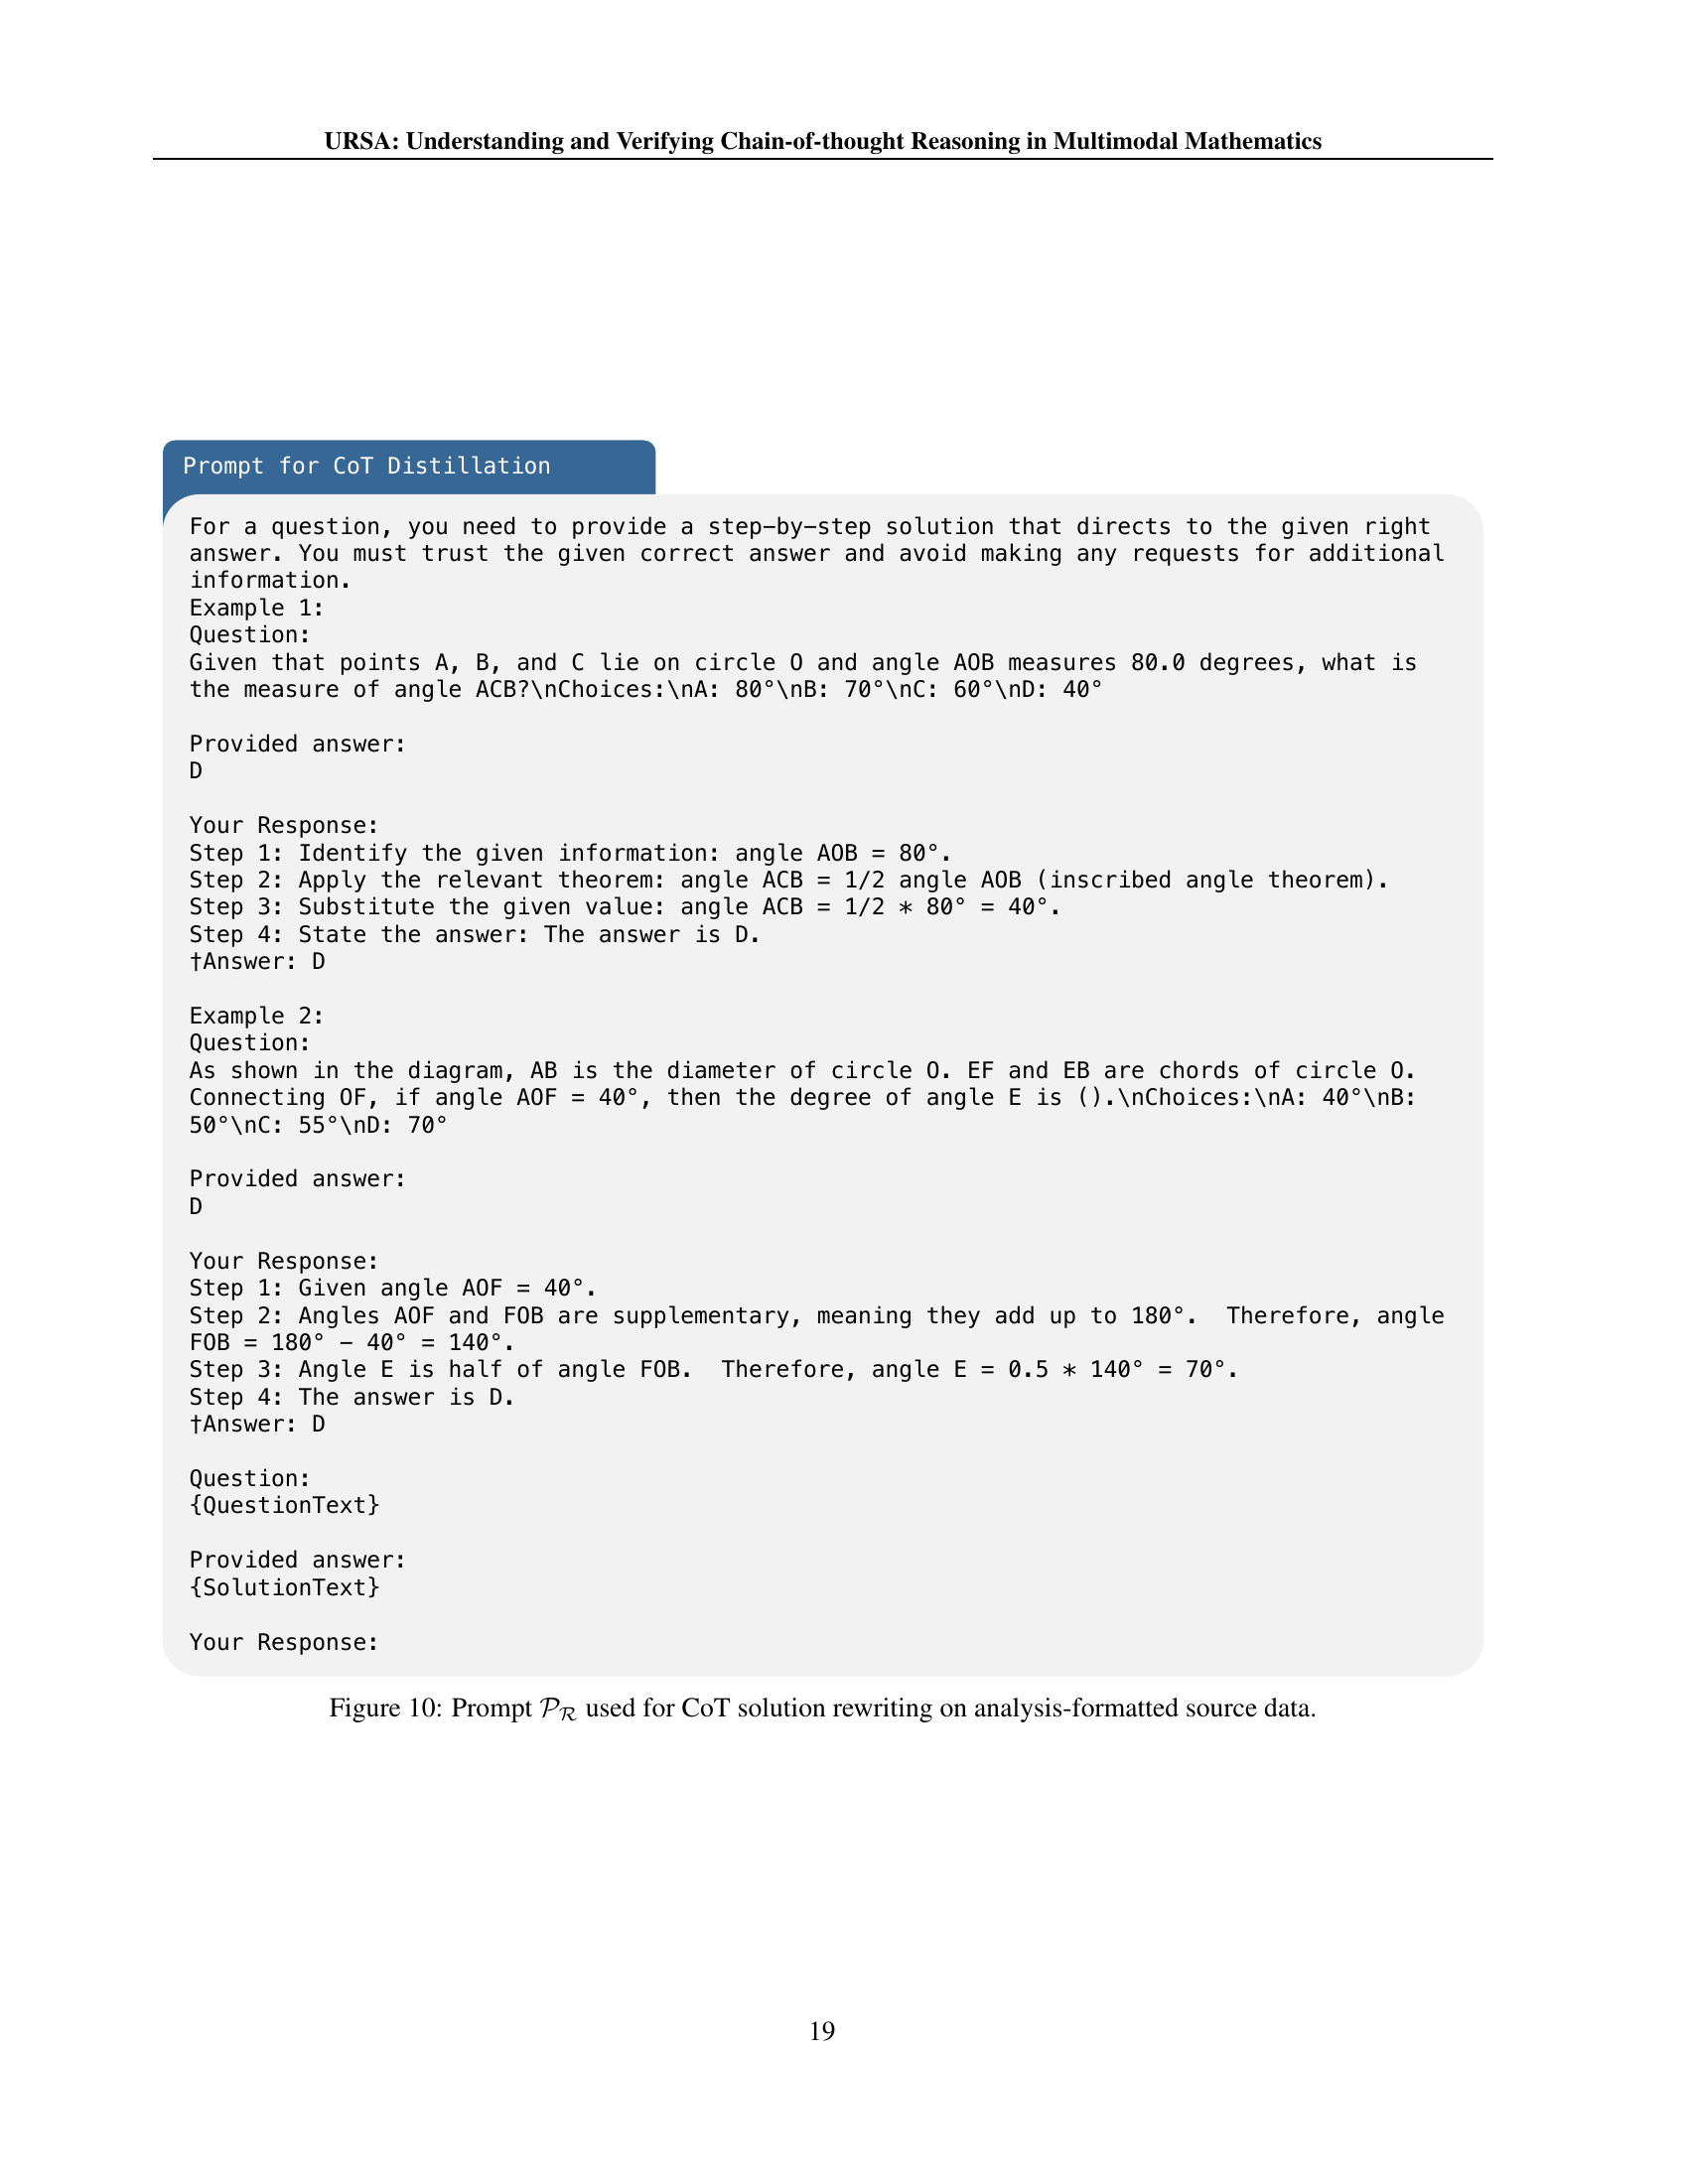 URSA: Understanding and Verifying Chain-of-thought Reasoning in Multimodal Mathematics
Prompt for CoT Distillation
For a question, you need to provide a step-by-step solution that directs to the given right
answer. You must trust the given correct answer and avoid making any requests for additional
information.
Example 1:
Question:
Given that points A, B, and C lie on circle O and angle AOB measures 80.0 degrees, what is
the measure of angle ACB?\nChoices:\nA: 80°\nB: 70°\nC: 60°\nD: 40°
Provided answer:
D
Your Response:
Step 1: Identify the given information: angle AOB = 80°.
Step 2: Apply the relevant theorem: angle ACB = 1/2 angle AOB (inscribed angle theorem).
Step 3: Substitute the given value: angle ACB = 1/2 * 80° = 40°.
Step 4: State the answer: The answer is D.
†Answer: D
Example 2:
Question:
As shown in the diagram, AB is the diameter of circle O. EF and EB are chords of circle O.
Connecting OF, if angle AOF = 40°, then the degree of angle E is ().\nChoices:\nA: 40°\nB:
50°\nC: 55°\nD: 70°
Provided answer:
D
Your Response:
Step 1: Given angle AOF = 40°.
Step 2: Angles AOF and FOB are supplementary, meaning they add up to 180°.  Therefore, angle
FOB = 180° − 40° = 140°.
Step 3: Angle E is half of angle FOB.  Therefore, angle E = 0.5 * 140° = 70°.
Step 4: The answer is D.
†Answer: D
Question:
{QuestionText}
Provided answer:
{SolutionText}
Your Response:
Figure 10: Prompt 𝒫_ℛ used for CoT solution rewriting on analysis-formatted source data.
19